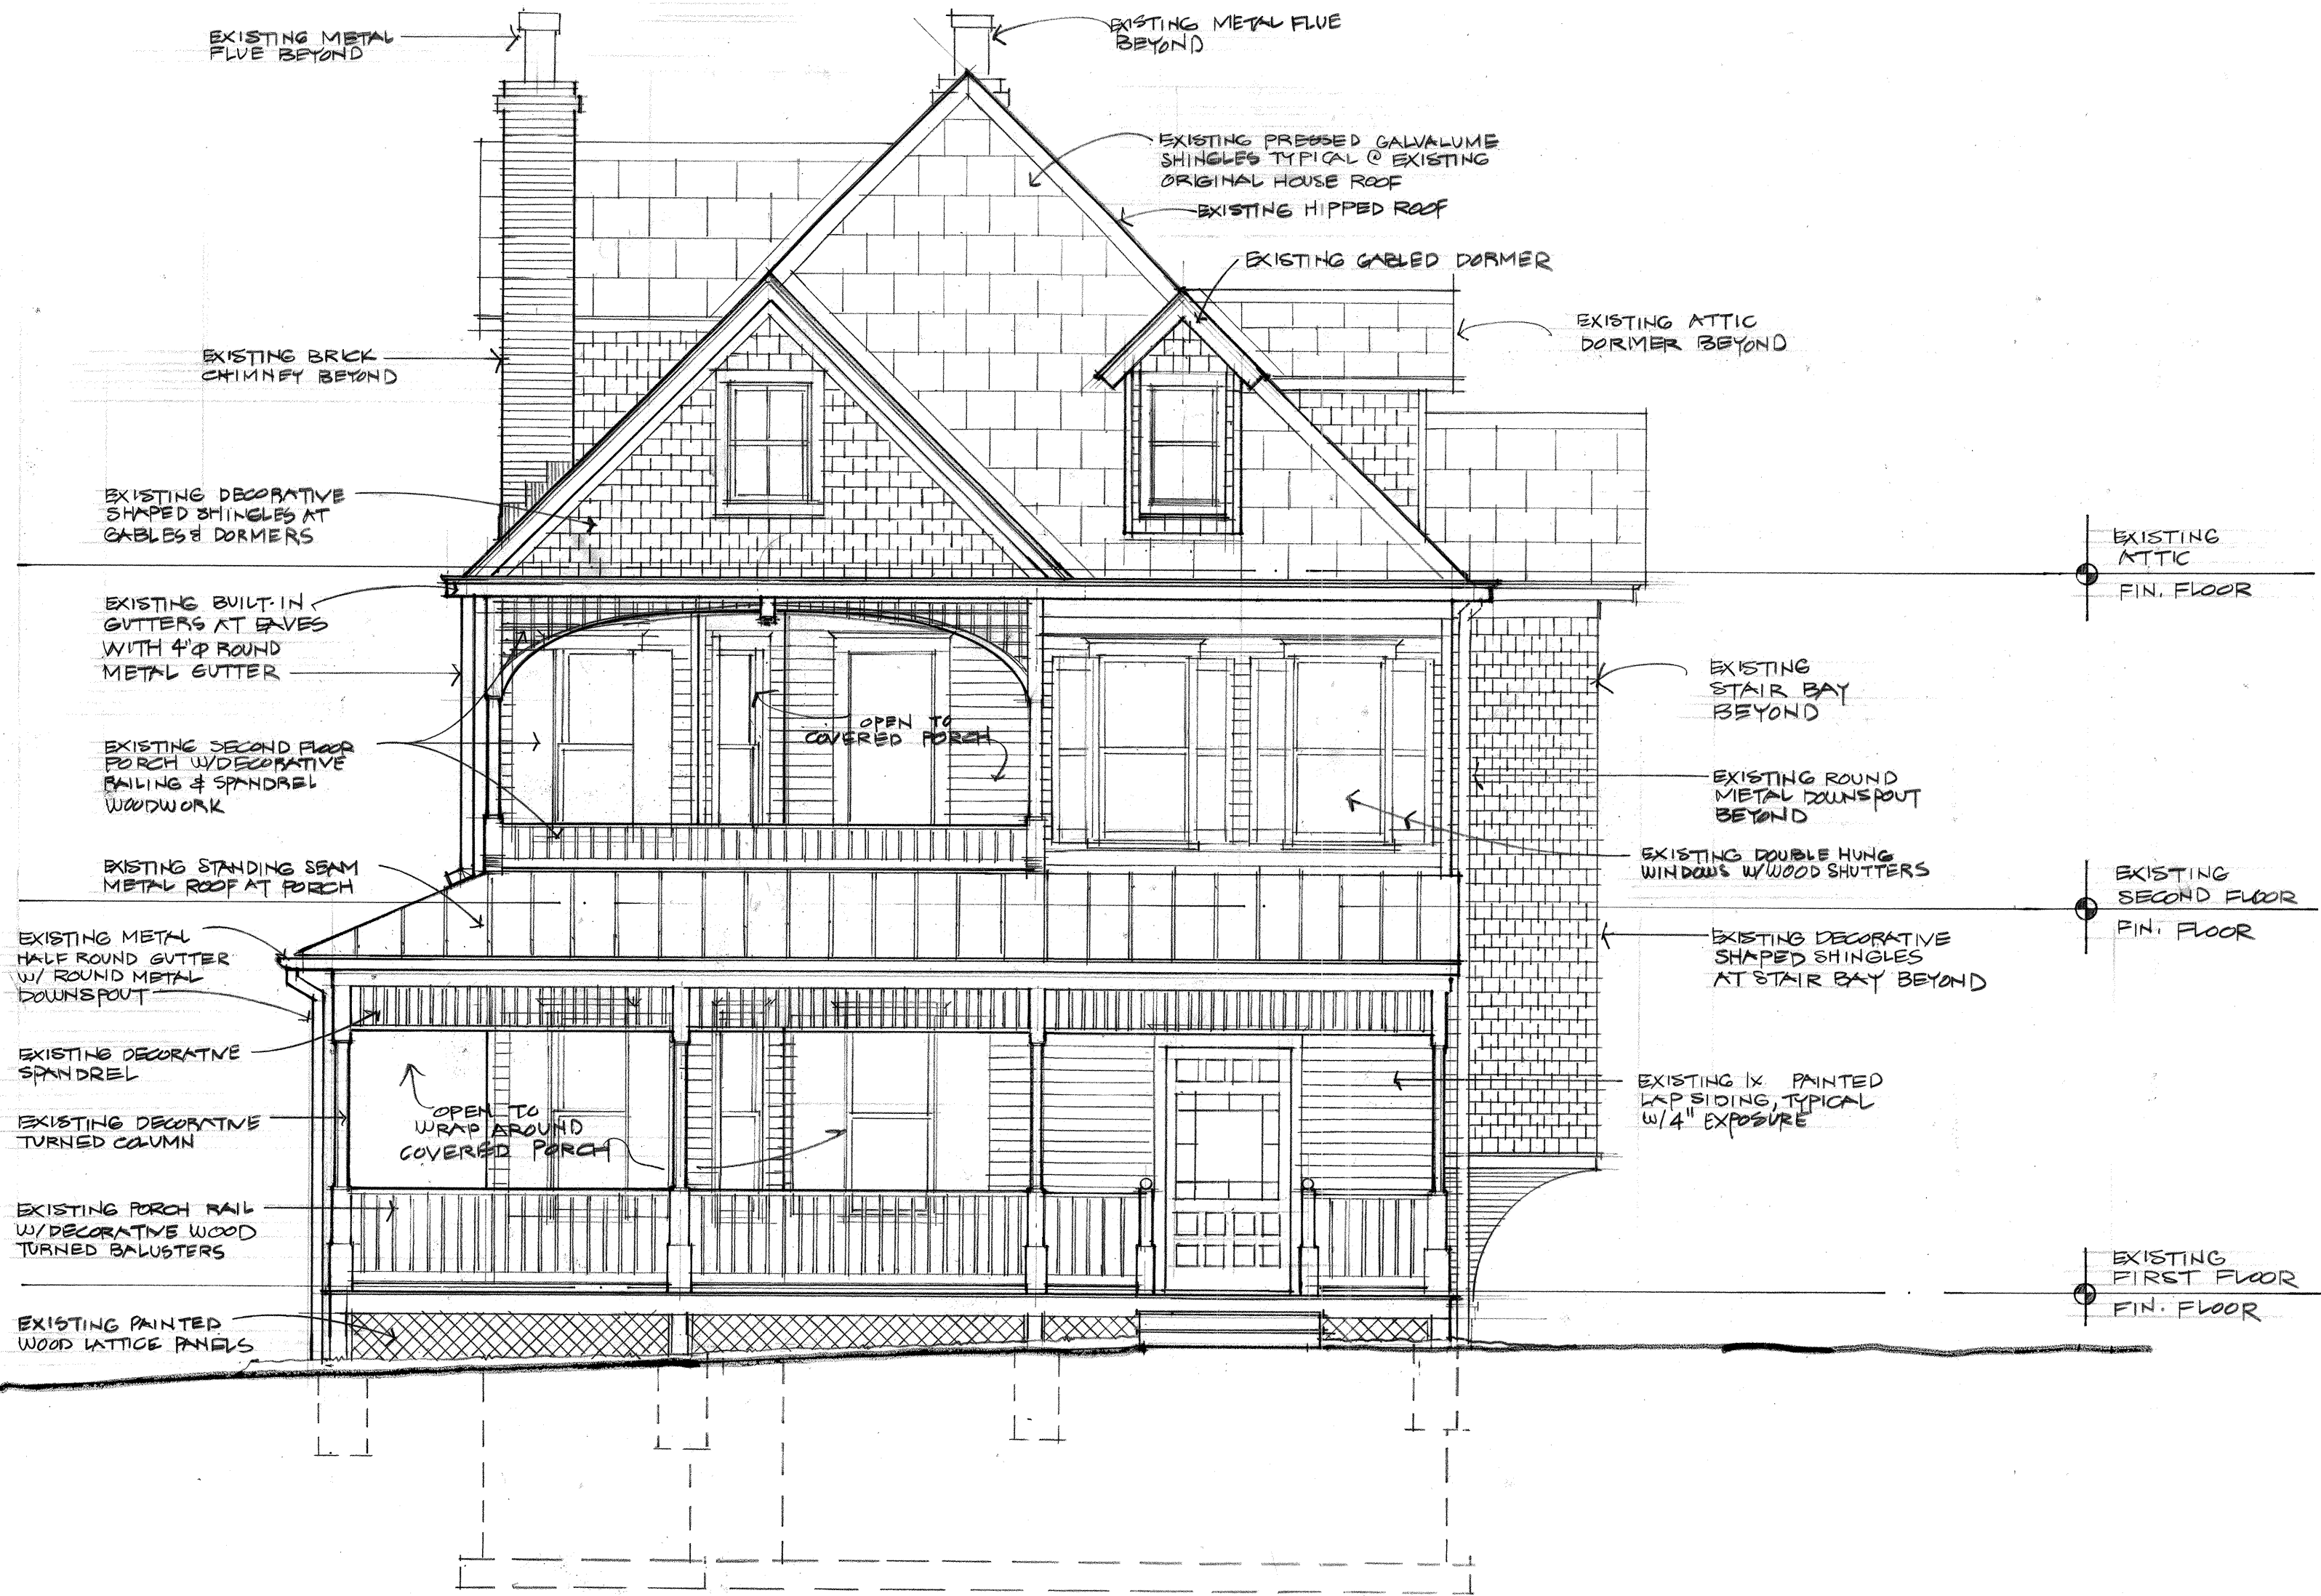 EXISTING METAL
FLUE BEYOND
EXISTING METAL FLUE
BEYOND
EXISTING PRESSED GALVALUME
SHINGLES TYPICAL @ EXISTING
ORIGINAL HOUSE ROOF
EXISTING HIPPED ROOF
EXISTING GABLED DORMER
EXISTING ATTIC
DORMER BEYOND
EXISTING BRICK
CHIMNEY BEYOND
EXISTING DECORATIVE
SHAPED SHINGLES AT
GABLES & DORMERS
EXISTING
ATTIC
FIN. FLOOR
EXISTING BUILT-IN
GUTTERS AT EAVES
WITH 4"φ ROUND
METAL GUTTER
EXISTING
STAIR BAY
BEYOND
OPEN TO
COVERED PORCH
EXISTING SECOND FLOOR
PORCH W/DECORATIVE
RAILING & SPANDREL
WOODWORK
EXISTING ROUND
METAL DOWNSPOUT
BEYOND
EXISTING DOUBLE HUNG
WINDOWS W/WOOD SHUTTERS
EXISTING STANDING SEAM
METAL ROOF AT PORCH
EXISTING
SECOND FLOOR
FIN. FLOOR
EXISTING METAL
HALF ROUND GUTTER
W/ ROUND METAL
DOWNSPOUT
EXISTING DECORATIVE
SHAPED SHINGLES
AT STAIR BAY BEYOND
EXISTING DECORATIVE
SPANDREL
EXISTING 1x PAINTED
LAP SIDING, TYPICAL
W/4" EXPOSURE
OPEN TO
WRAP AROUND
COVERED PORCH
EXISTING DECORATIVE
TURNED COLUMN
EXISTING PORCH RAIL
W/DECORATIVE WOOD
TURNED BALUSTERS
EXISTING
FIRST FLOOR
FIN. FLOOR
EXISTING PAINTED
WOOD LATTICE PANELS